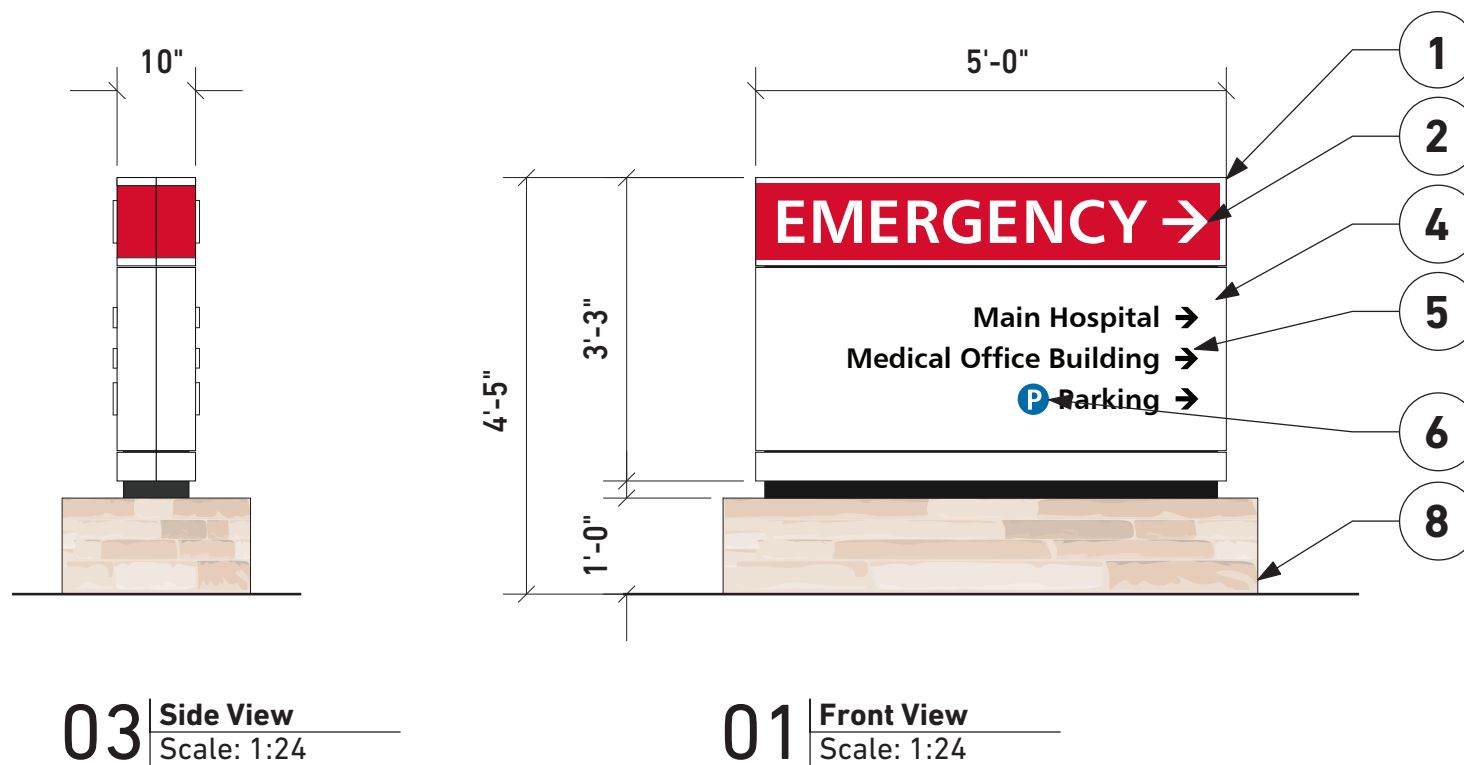 10"
5'-0"
1
2
EMERGENCY →
4
Main Hospital →
5
Medical Office Building →
P Parking →
6
3'-3"
4'-5"
1'-0"
8
03 Side View
Scale: 1:24
01 Front View
Scale: 1:24